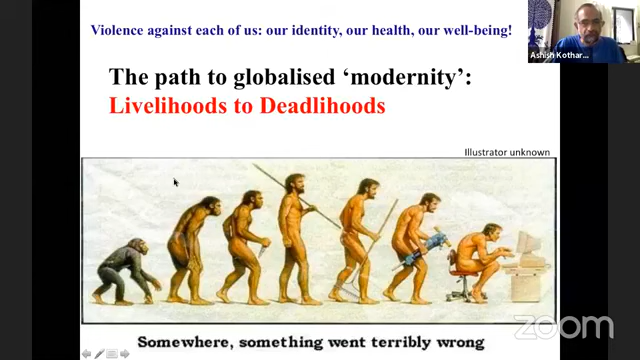 Violence against each of us: our identity, our health, our well-being!
Ashish Kothar...
The path to globalised ‘modernity’:
Livelihoods to Deadlihoods
Illustrator unknown
Somewhere, something went terribly wrong
zoom